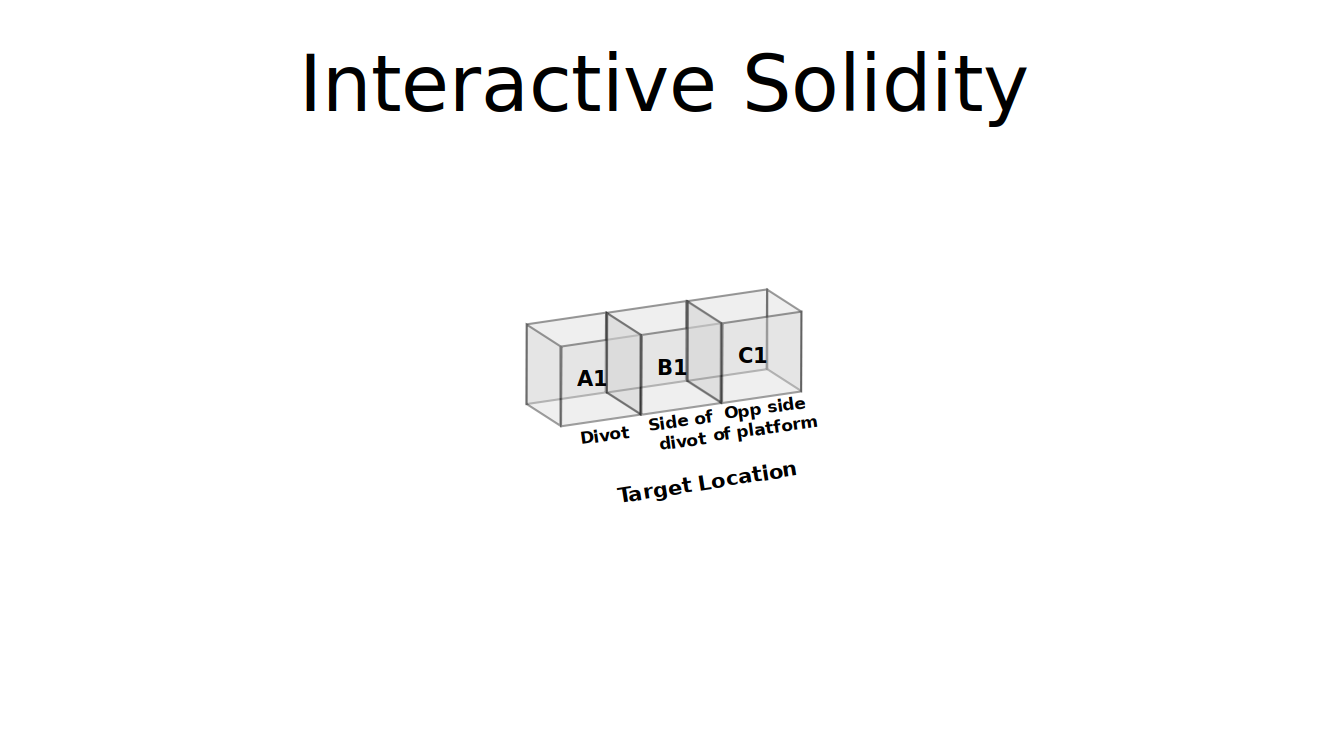 Interactive Solidity
A1
B1
C1
Divot
Side of
divot
Opp side
of platform
Target Location